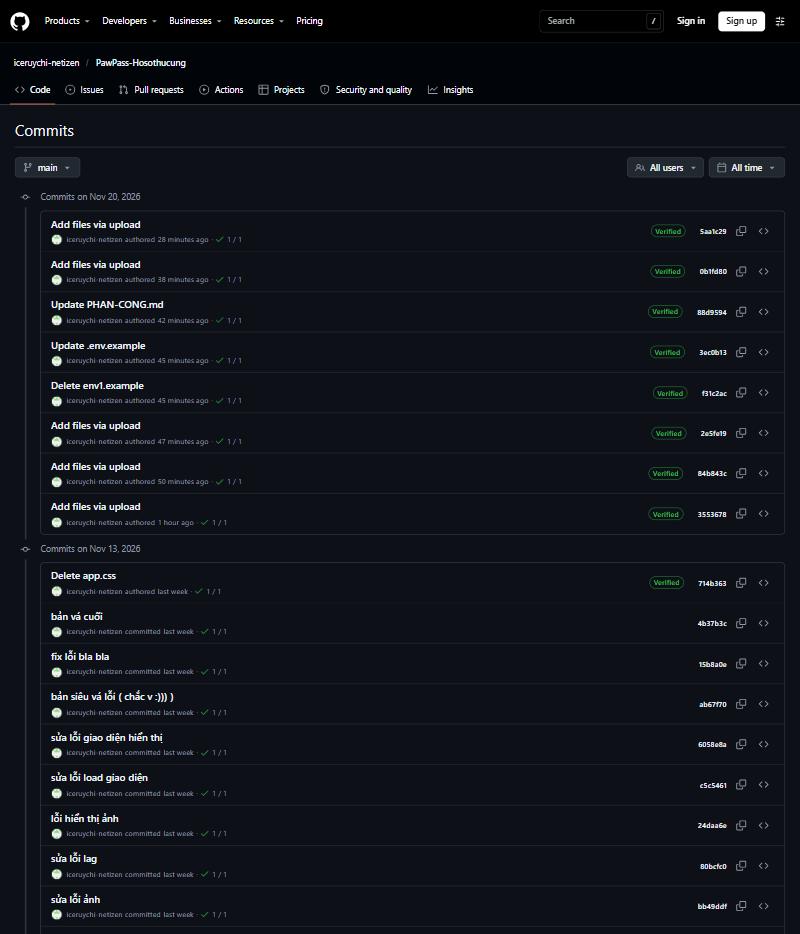 Products Developers Businesses Resources Pricing Search / Sign in Sign up
iceruychi-netizen / PawPass-Hosothucung
Code Issues Pull requests Actions Projects Security and quality Insights
Commits
main All users All time
Commits on Nov 20, 2026
Add files via upload
Verified 5aa1c29
iceruychi-netizen authored 28 minutes ago · 1 / 1
Add files via upload
Verified 0b1fd80
iceruychi-netizen authored 38 minutes ago · 1 / 1
Update PHAN-CONG.md
Verified 88d9594
iceruychi-netizen authored 42 minutes ago · 1 / 1
Update .env.example
Verified 3ec0b13
iceruychi-netizen authored 45 minutes ago · 1 / 1
Delete env1.example
Verified f31c2ac
iceruychi-netizen authored 45 minutes ago · 1 / 1
Add files via upload
Verified 2e5fe19
iceruychi-netizen authored 47 minutes ago · 1 / 1
Add files via upload
Verified 84b843c
iceruychi-netizen authored 50 minutes ago · 1 / 1
Add files via upload
Verified 3553678
iceruychi-netizen authored 1 hour ago · 1 / 1
Commits on Nov 13, 2026
Delete app.css
Verified 714b363
iceruychi-netizen authored last week · 1 / 1
bản vá cuối
4b37b3c
iceruychi-netizen committed last week · 1 / 1
fix lỗi bla bla
15b8a0e
iceruychi-netizen committed last week · 1 / 1
bản siêu vá lỗi ( chắc v :))) )
ab67f70
iceruychi-netizen committed last week · 1 / 1
sửa lỗi giao diện hiển thị
6058e8a
iceruychi-netizen committed last week · 1 / 1
sửa lỗi load giao diện
c5c5461
iceruychi-netizen committed last week · 1 / 1
lỗi hiển thị ảnh
24daa6e
iceruychi-netizen committed last week · 1 / 1
sửa lỗi lag
80bcfc0
iceruychi-netizen committed last week · 1 / 1
sửa lỗi ảnh
bb49ddf
iceruychi-netizen committed last week · 1 / 1